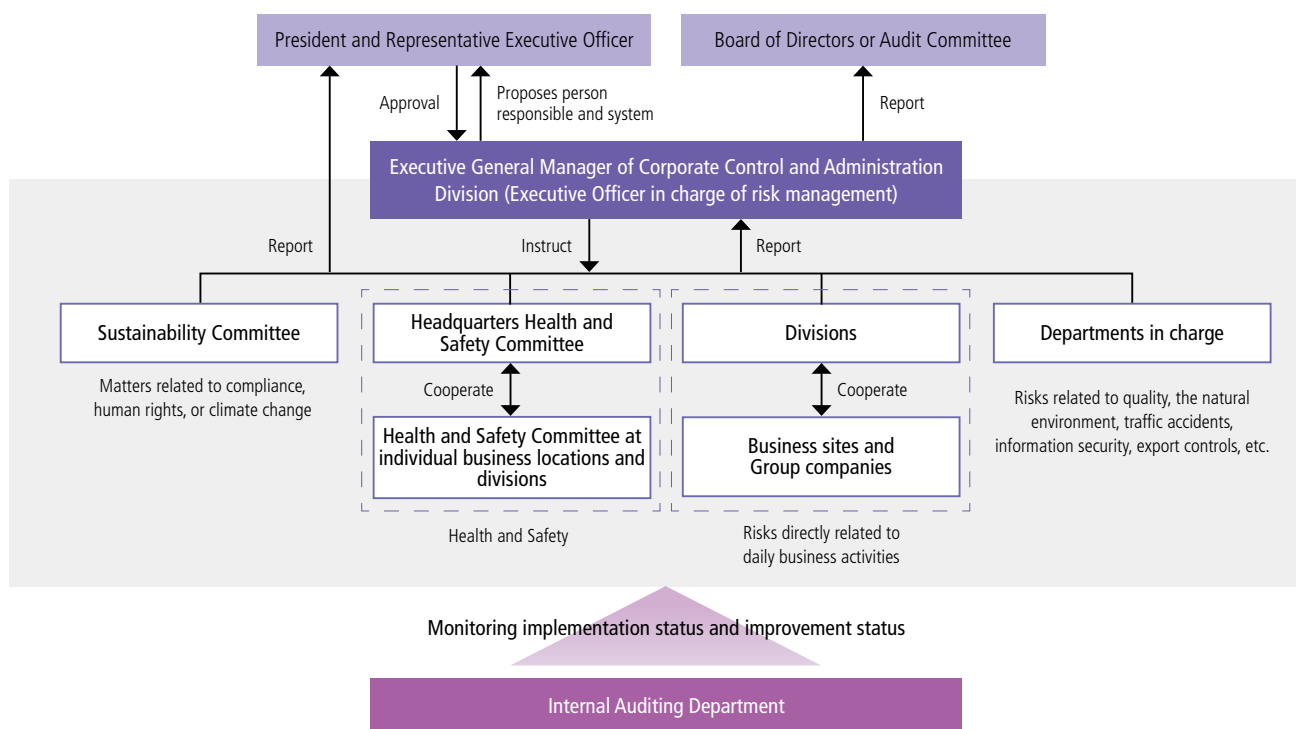 President and Representative Executive Officer
Board of Directors or Audit Committee
Approval
Proposes person
responsible and system
Report
Executive General Manager of Corporate Control and Administration
Division (Executive Officer in charge of risk management)
Report
Instruct
Report
Sustainability Committee
Headquarters Health and
Safety Committee
Divisions
Departments in charge
Matters related to compliance,
human rights, or climate change
Cooperate
Cooperate
Risks related to quality, the natural
environment, traffic accidents,
information security, export controls, etc.
Health and Safety Committee at
individual business locations and
divisions
Business sites and
Group companies
Health and Safety
Risks directly related to
daily business activities
Monitoring implementation status and improvement status
Internal Auditing Department